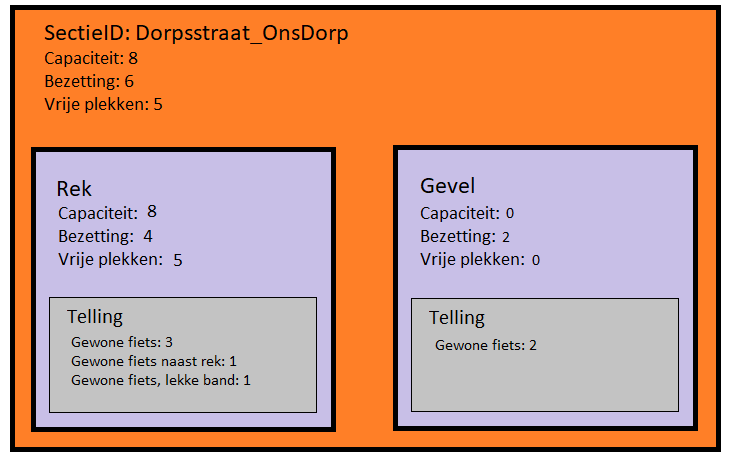 SectieID: Dorpsstraat_OnsDorp
Capaciteit: 8
Bezetting: 6
Vrije plekken: 5
Rek
Capaciteit: 8
Bezetting: 4
Vrije plekken: 5
Telling
Gewone fiets: 3
Gewone fiets naast rek: 1
Gewone fiets, lekke band: 1
Gevel
Capaciteit: 0
Bezetting: 2
Vrije plekken: 0
Telling
Gewone fiets: 2